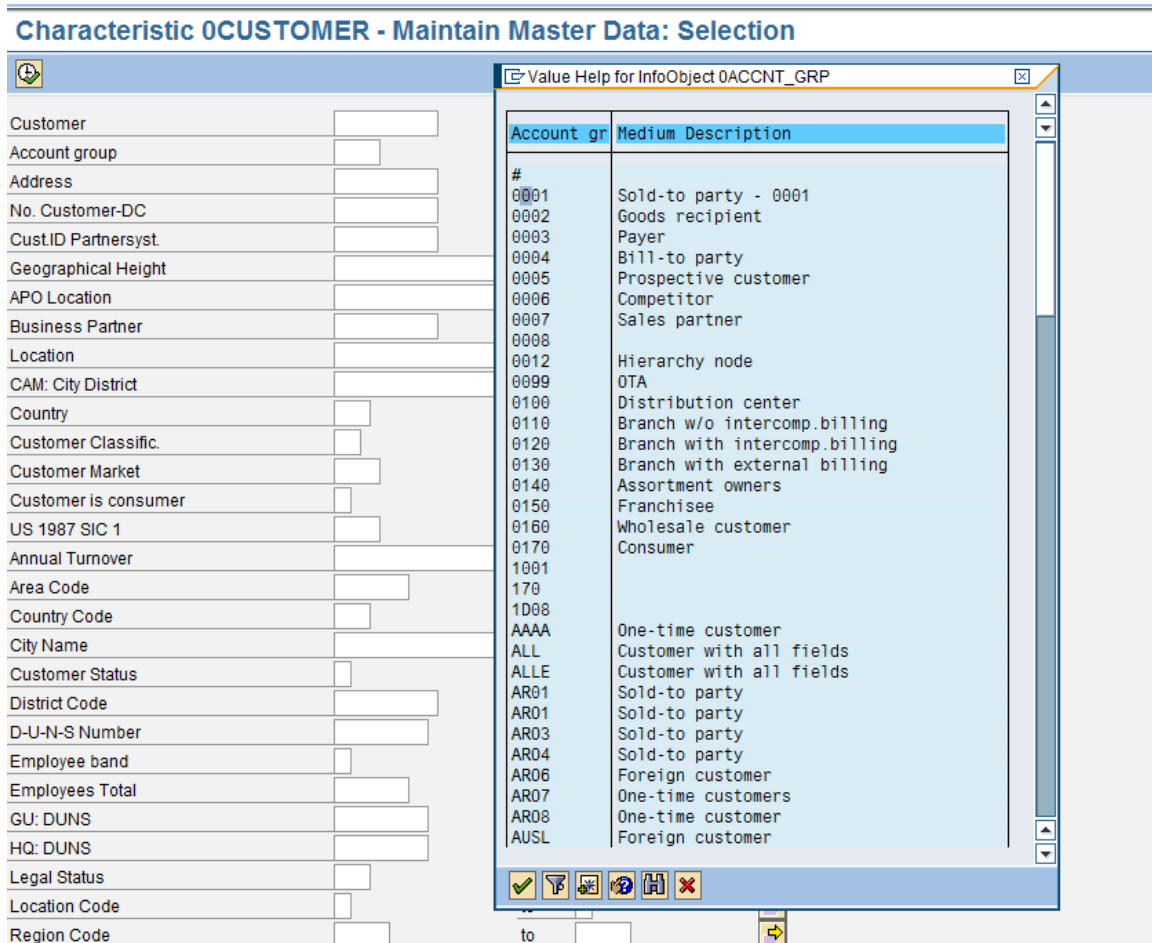 Characteristic 0CUSTOMER - Maintain Master Data: Selection
Customer
Account group
Address
No. Customer-DC
Cust.ID Partnersyst.
Geographical Height
APO Location
Business Partner
Location
CAM: City District
Country
Customer Classific.
Customer Market
Customer is consumer
US 1987 SIC 1
Annual Turnover
Area Code
Country Code
City Name
Customer Status
District Code
D-U-N-S Number
Employee band
Employees Total
GU: DUNS
HQ: DUNS
Legal Status
Location Code
Region Code to
Value Help for InfoObject 0ACCNT_GRP
Account gr Medium Description
#
0001 Sold-to party - 0001
0002 Goods recipient
0003 Payer
0004 Bill-to party
0005 Prospective customer
0006 Competitor
0007 Sales partner
0008
0012 Hierarchy node
0099 OTA
0100 Distribution center
0110 Branch w/o intercomp.billing
0120 Branch with intercomp.billing
0130 Branch with external billing
0140 Assortment owners
0150 Franchisee
0160 Wholesale customer
0170 Consumer
1001
170
1D08
AAAA One-time customer
ALL Customer with all fields
ALLE Customer with all fields
AR01 Sold-to party
ARO1 Sold-to party
ARO3 Sold-to party
ARO4 Sold-to party
ARO6 Foreign customer
ARO7 One-time customers
ARO8 One-time customer
AUSL Foreign customer